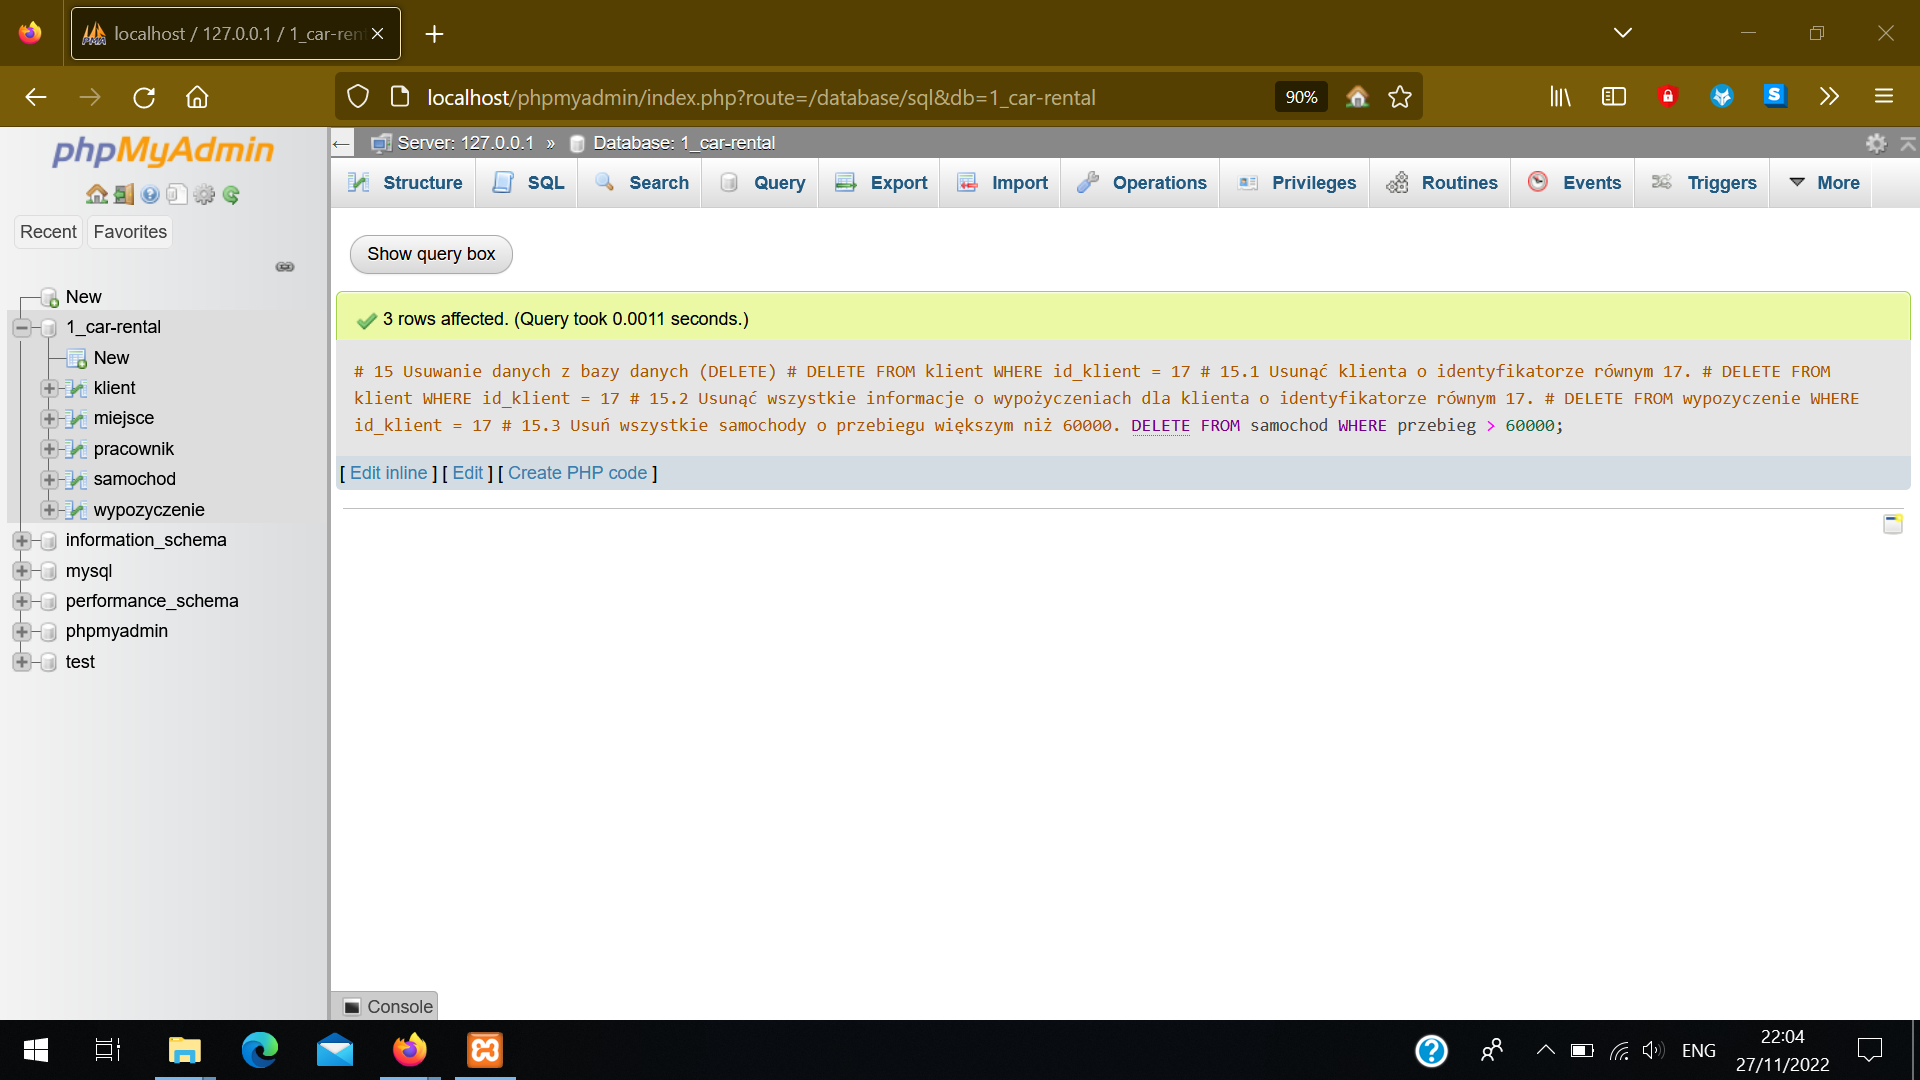 localhost / 127.0.0.1 / 1_car-ren
localhost/phpmyadmin/index.php?route=/database/sql&db=1_car-rental
90%
phpMyAdmin
Recent
Favorites
New
1_car-rental
New
klient
miejsce
pracownik
samochod
wypozyczenie
information_schema
mysql
performance_schema
phpmyadmin
test
Server: 127.0.0.1 » Database: 1_car-rental
Structure SQL Search Query Export Import Operations Privileges Routines Events Triggers More
Show query box
3 rows affected. (Query took 0.0011 seconds.)
# 15 Usuwanie danych z bazy danych (DELETE) # DELETE FROM klient WHERE id_klient = 17 # 15.1 Usunąć klienta o identyfikatorze równym 17. # DELETE FROM
klient WHERE id_klient = 17 # 15.2 Usunąć wszystkie informacje o wypożyczeniach dla klienta o identyfikatorze równym 17. # DELETE FROM wypozyczenie WHERE
id_klient = 17 # 15.3 Usuń wszystkie samochody o przebiegu większym niż 60000. DELETE FROM samochod WHERE przebieg > 60000;
[ Edit inline ] [ Edit ] [ Create PHP code ]
Console
ENG
22:04
27/11/2022